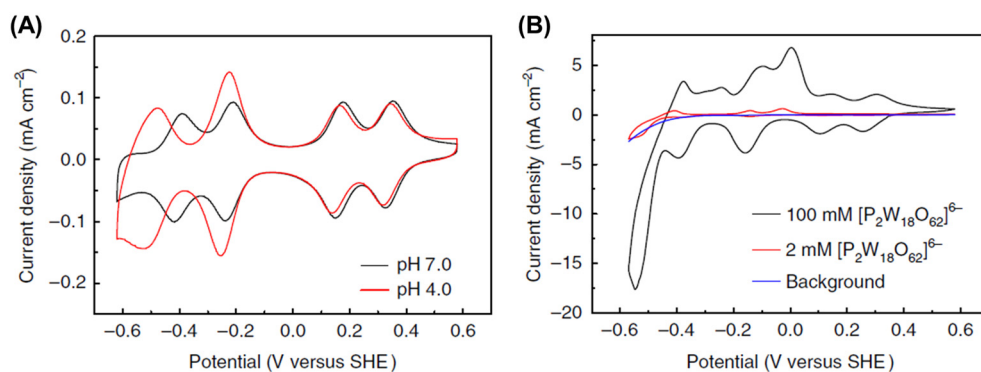 (A)
0.2
0.1
0.0
−0.1
−0.2
Current density (mA cm⁻²)
pH 7.0
pH 4.0
−0.6 −0.4 −0.2 0.0 0.2 0.4 0.6
Potential (V versus SHE)
(B)
5
0
−5
−10
−15
−20
Current density (mA cm⁻²)
100 mM [P₂W₁₈O₆₂]⁶⁻
2 mM [P₂W₁₈O₆₂]⁶⁻
Background
−0.6 −0.4 −0.2 0.0 0.2 0.4 0.6
Potential (V versus SHE)